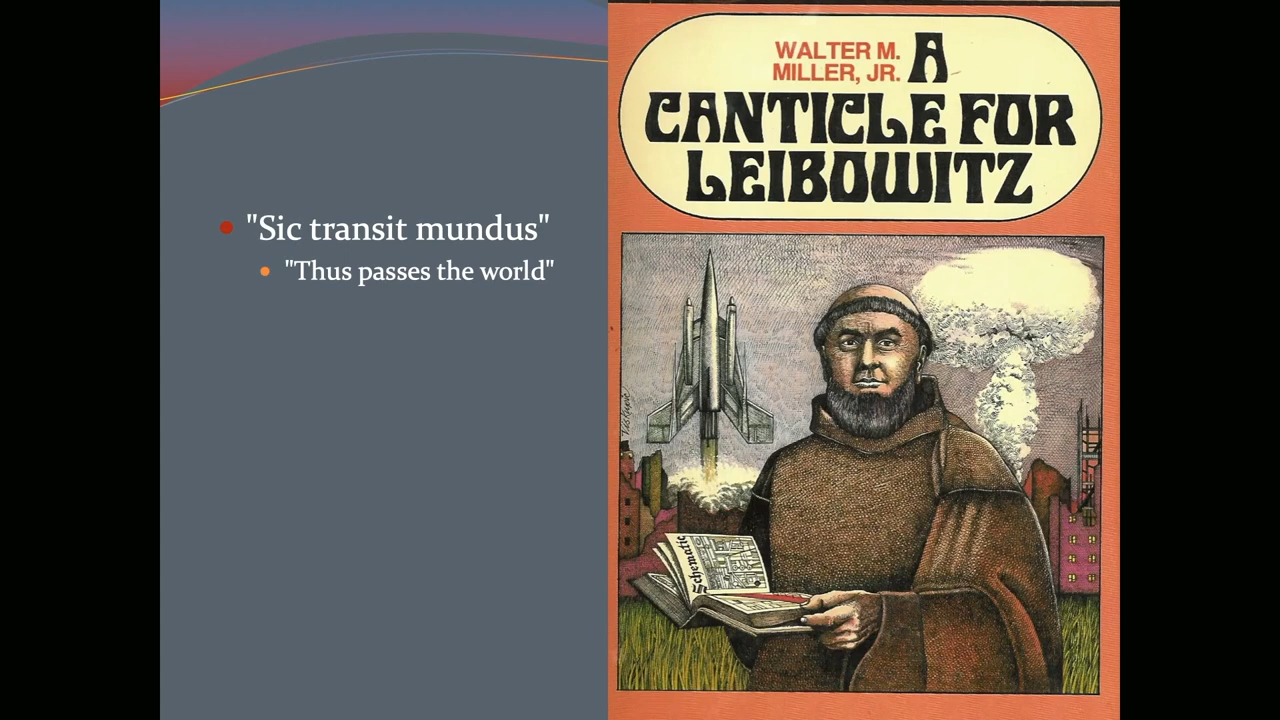 "Sic transit mundus"
"Thus passes the world"
WALTER M.
MILLER, JR. A
CANTICLE FOR
LEIBOWITZ
Schematic